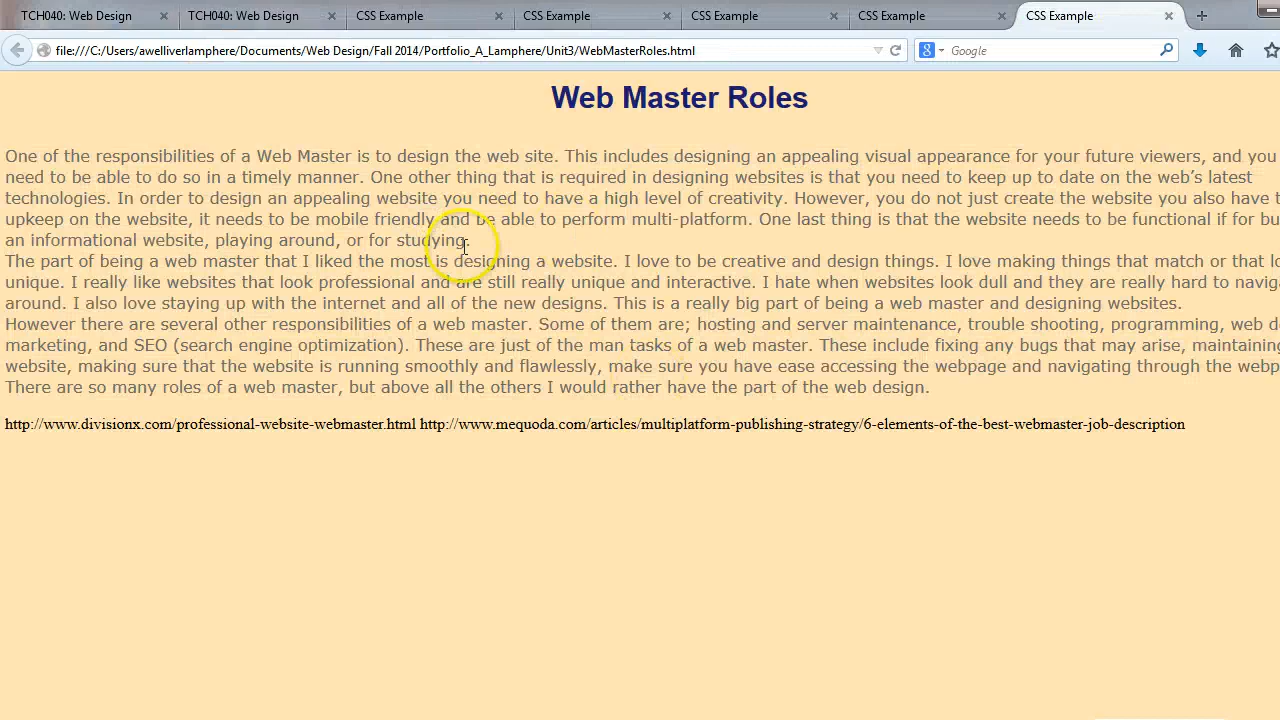 TCH040: Web Design
TCH040: Web Design
CSS Example
CSS Example
CSS Example
CSS Example
CSS Example
file:///C:/Users/awelliverlamphere/Documents/Web Design/Fall 2014/Portfolio_A_Lamphere/Unit3/WebMasterRoles.html
Google
Web Master Roles
One of the responsibilities of a Web Master is to design the web site. This includes designing an appealing visual appearance for your future viewers, and you
need to be able to do so in a timely manner. One other thing that is required in designing websites is that you need to keep up to date on the web's latest
technologies. In order to design an appealing website you need to have a high level of creativity. However, you do not just create the website you also have
upkeep on the website, it needs to be mobile friendly and be able to perform multi-platform. One last thing is that the website needs to be functional if for
an informational website, playing around, or for studying.
The part of being a web master that I liked the most is designing a website. I love to be creative and design things. I love making things that match or that
unique. I really like websites that look professional and are still really unique and interactive. I hate when websites look dull and they are really hard to
around. I also love staying up with the internet and all of the new designs. This is a really big part of being a web master and designing websites.
However there are several other responsibilities of a web master. Some of them are; hosting and server maintenance, trouble shooting, programming, web
marketing, and SEO (search engine optimization). These are just of the man tasks of a web master. These include fixing any bugs that may arise, maintaining
website, making sure that the website is running smoothly and flawlessly, make sure you have ease accessing the webpage and navigating through the
There are so many roles of a web master, but above all the others I would rather have the part of the web design.
http://www.divisionx.com/professional-website-webmaster.html http://www.mequoda.com/articles/multiplatform-publishing-strategy/6-elements-of-the-best-webmaster-job-description